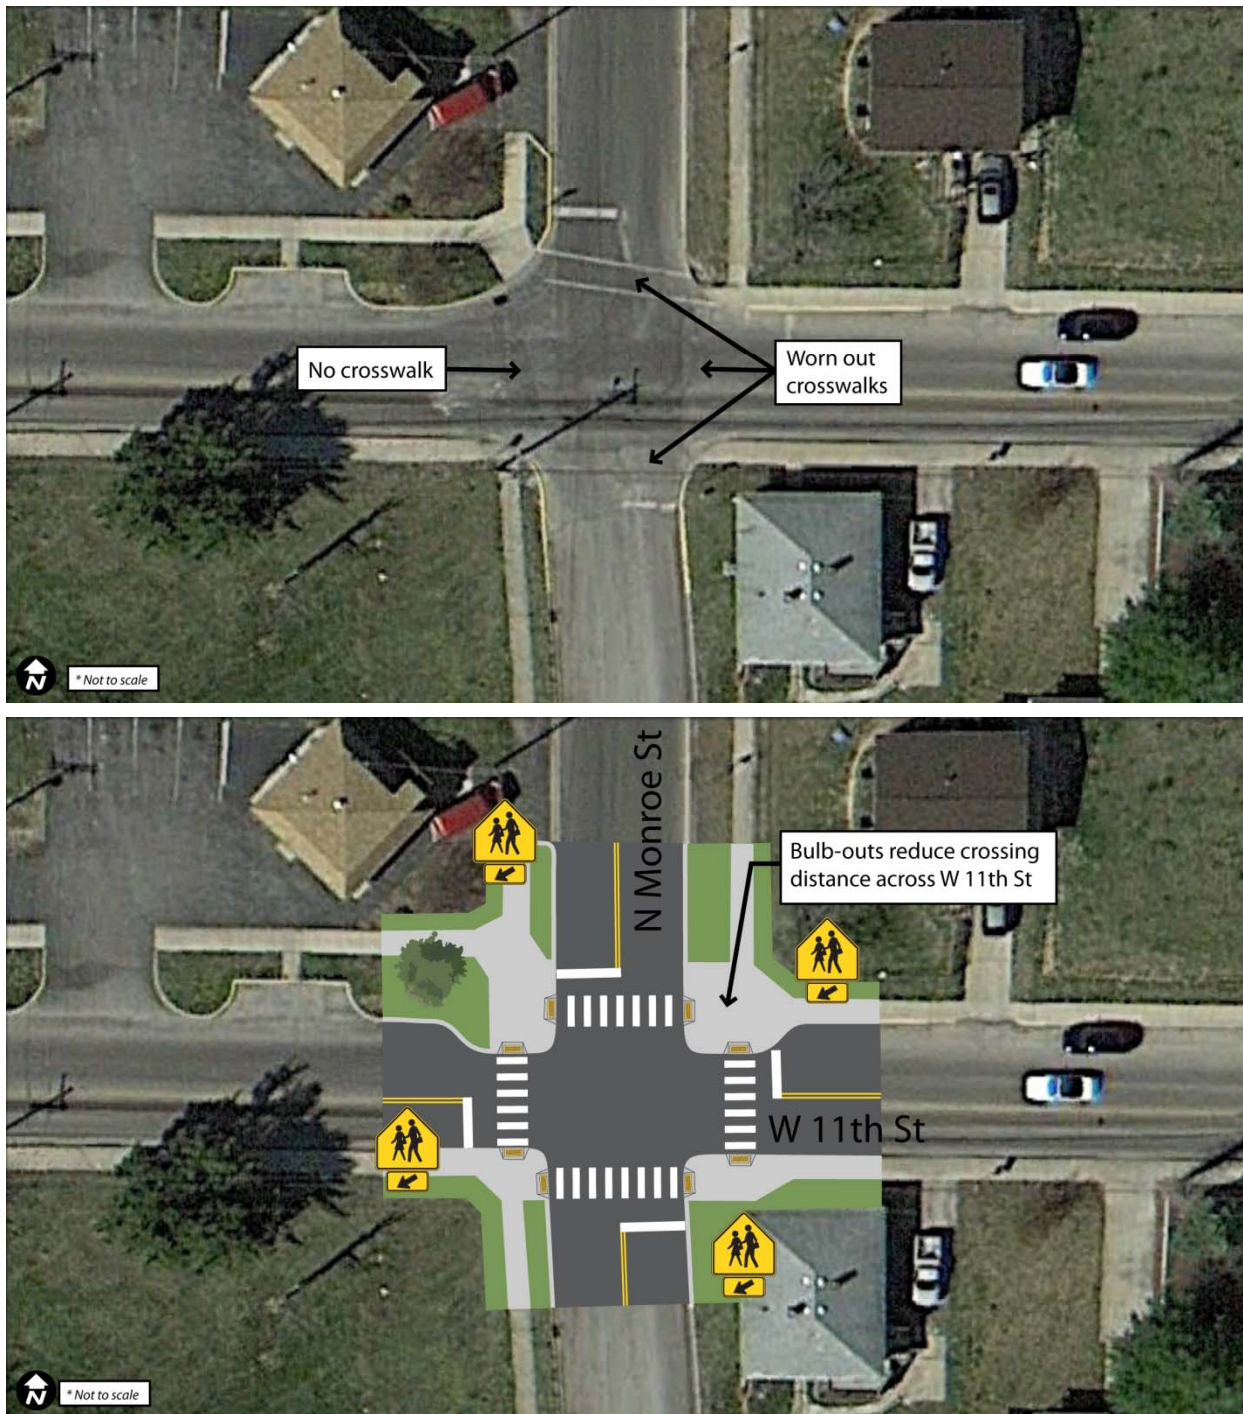 No crosswalk
Worn out
crosswalks
N
* Not to scale
N Monroe St
Bulb-outs reduce crossing
distance across W 11th St
W 11th St
N
* Not to scale